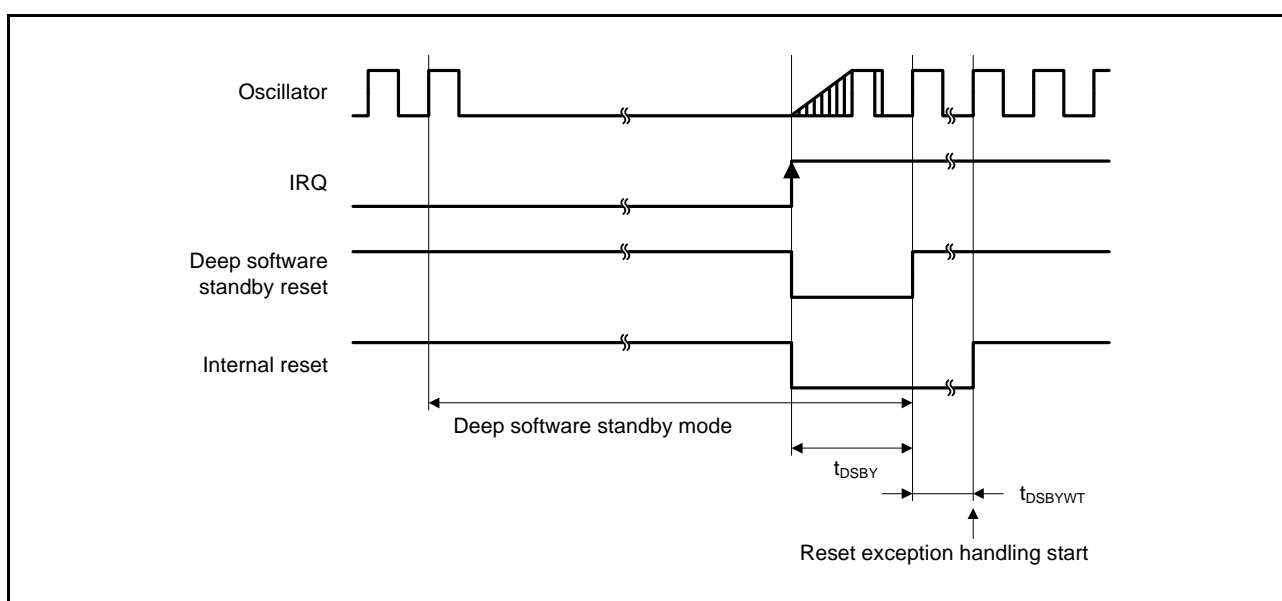 Oscillator
IRQ
Deep software
standby reset
Internal reset
Deep software standby mode
tDSBY
tDSBYWT
Reset exception handling start